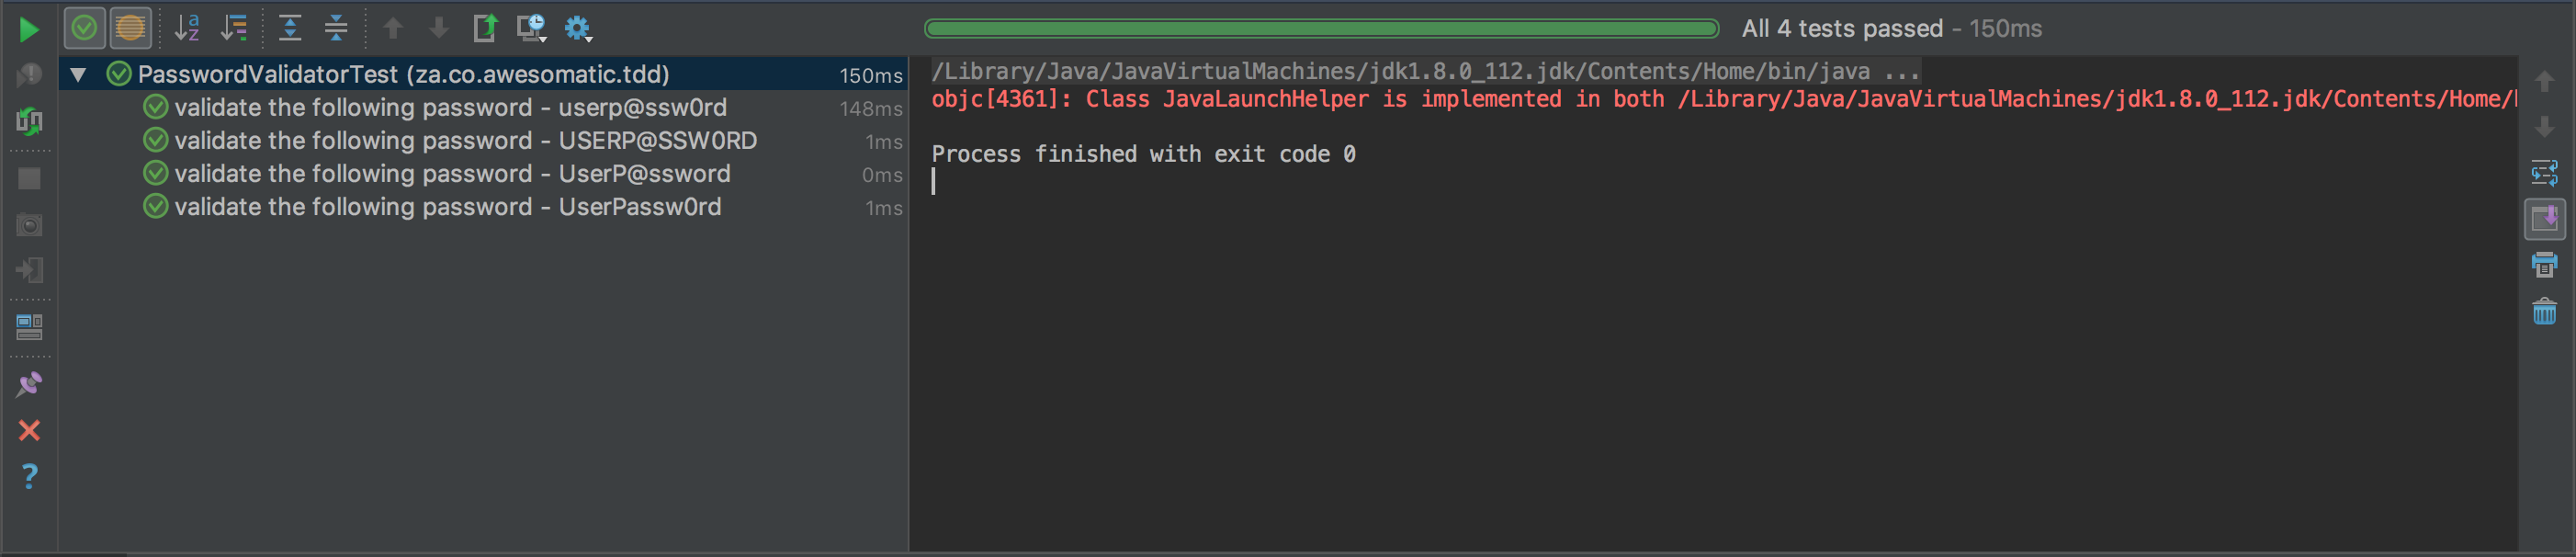 All 4 tests passed - 150ms
PasswordValidatorTest (za.co.awesomatic.tdd) 150ms
validate the following password - userp@ssw0rd 148ms
validate the following password - USERP@SSW0RD 1ms
validate the following password - UserP@ssword 0ms
validate the following password - UserPassw0rd 1ms
/Library/Java/JavaVirtualMachines/jdk1.8.0_112.jdk/Contents/Home/bin/java ...
objc[4361]: Class JavaLaunchHelper is implemented in both /Library/Java/JavaVirtualMachines/jdk1.8.0_112.jdk/Contents/Home/
Process finished with exit code 0